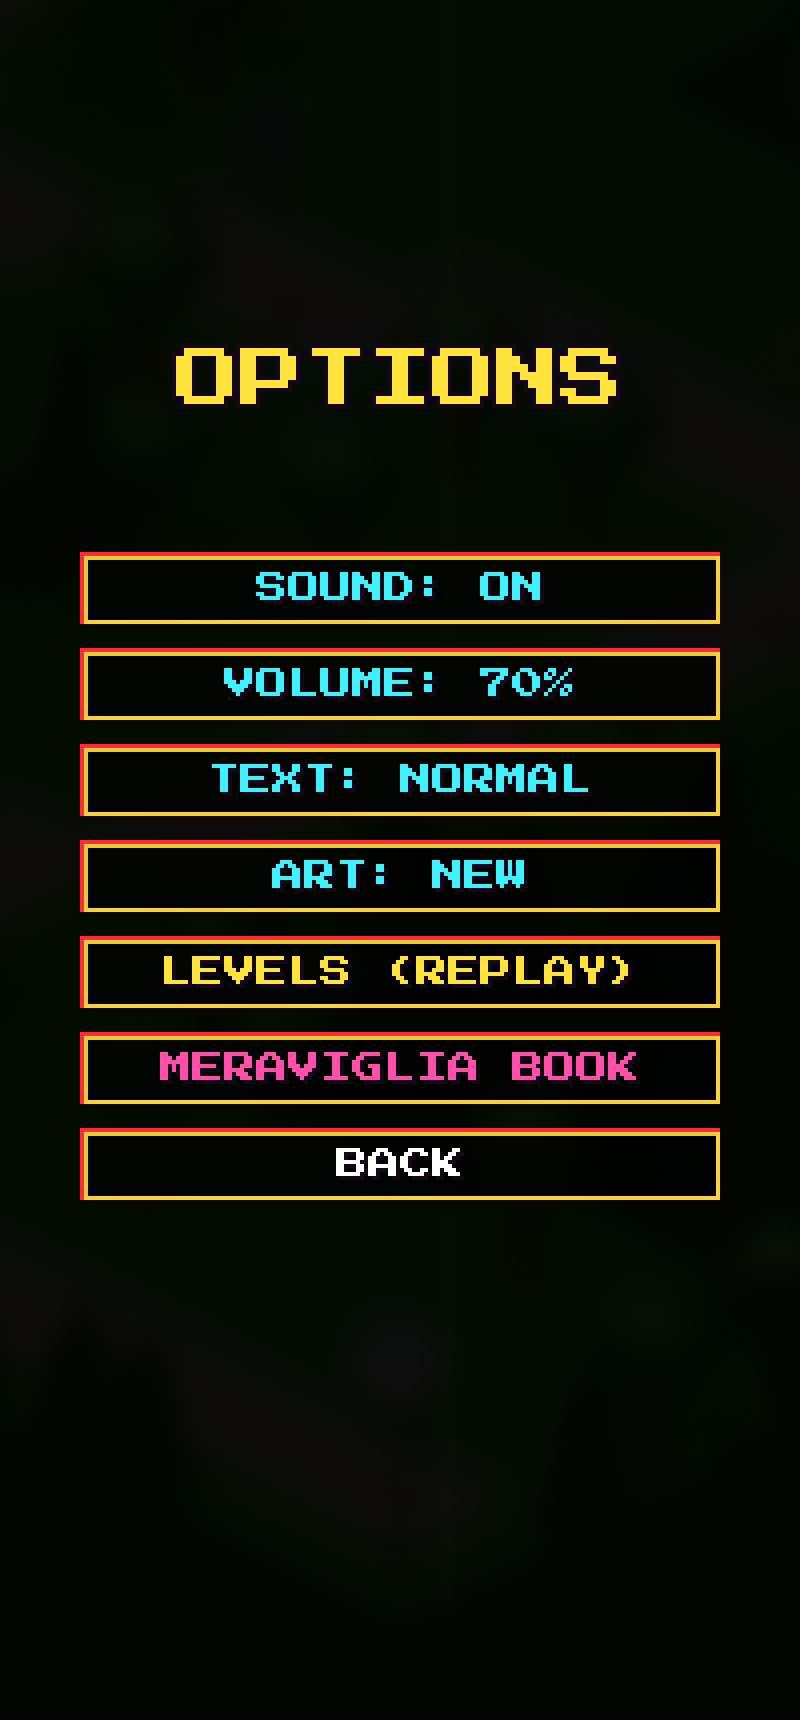 OPTIONS
SOUND: ON
VOLUME: 70%
TEXT: NORMAL
ART: NEW
LEVELS (REPLAY)
MERAVIGLIA BOOK
BACK